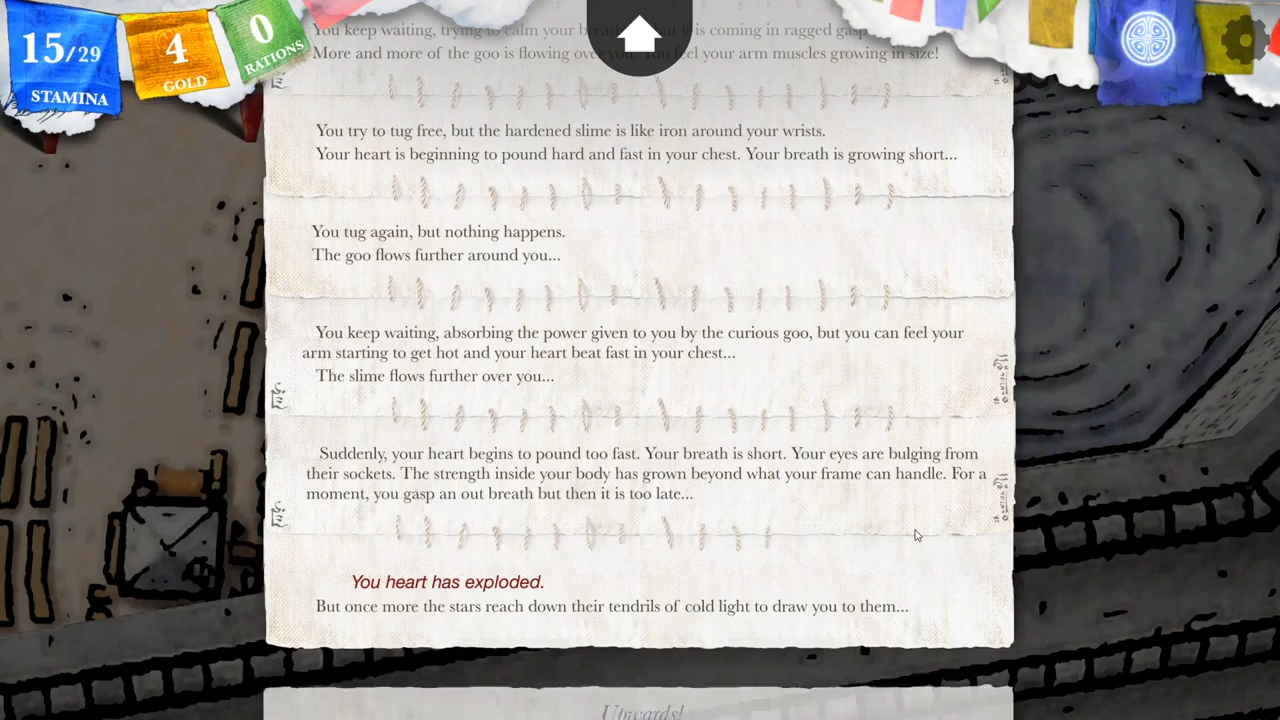 15/29
STAMINA
4
GOLD
0
RATIONS
You keep waiting, trying to calm your breath it is coming in ragged
More and more of the goo is flowing over you. You feel your arm muscles growing in size!
You try to tug free, but the hardened slime is like iron around your wrists.
Your heart is beginning to pound hard and fast in your chest. Your breath is growing short...
You tug again, but nothing happens.
The goo flows further around you...
You keep waiting, absorbing the power given to you by the curious goo, but you can feel your
arm starting to get hot and your heart beat fast in your chest...
The slime flows further over you...
Suddenly, your heart begins to pound too fast. Your breath is short. Your eyes are bulging from
their sockets. The strength inside your body has grown beyond what your frame can handle. For a
moment, you gasp an out breath but then it is too late...
You heart has exploded.
But once more the stars reach down their tendrils of cold light to draw you to them...
Upwards!